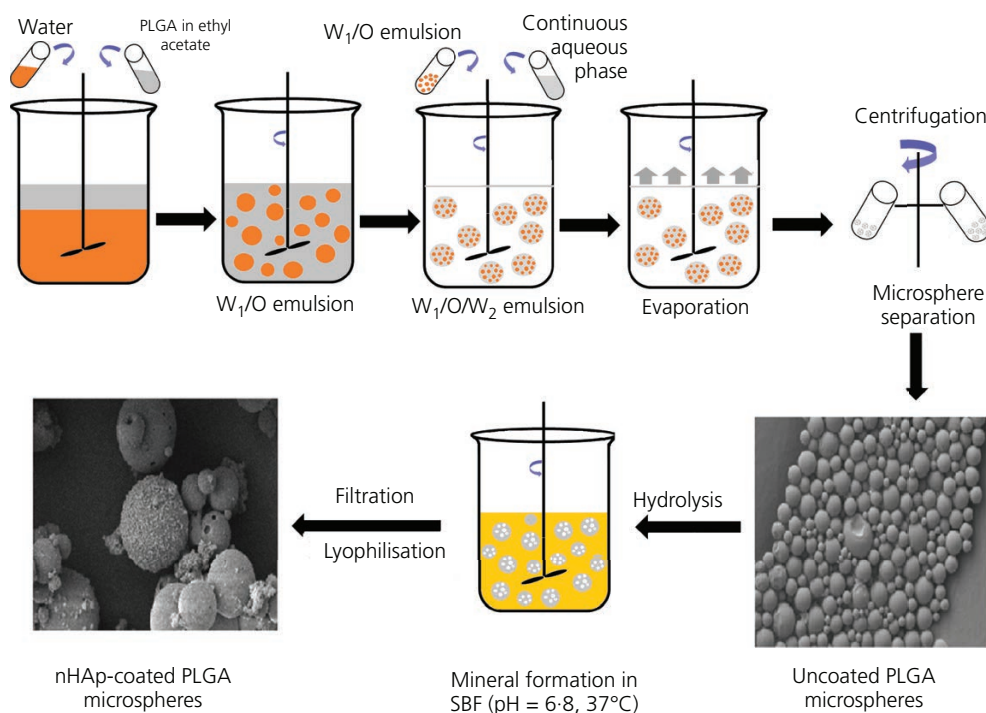 Water
PLGA in ethyl
acetate
W₁/O emulsion
Continuous
aqueous
phase
Centrifugation
W₁/O emulsion
W₁/O/W₂ emulsion
Evaporation
Microsphere
separation
Filtration
Lyophilisation
Hydrolysis
nHAp-coated PLGA
microspheres
Mineral formation in
SBF (pH = 6·8, 37°C)
Uncoated PLGA
microspheres